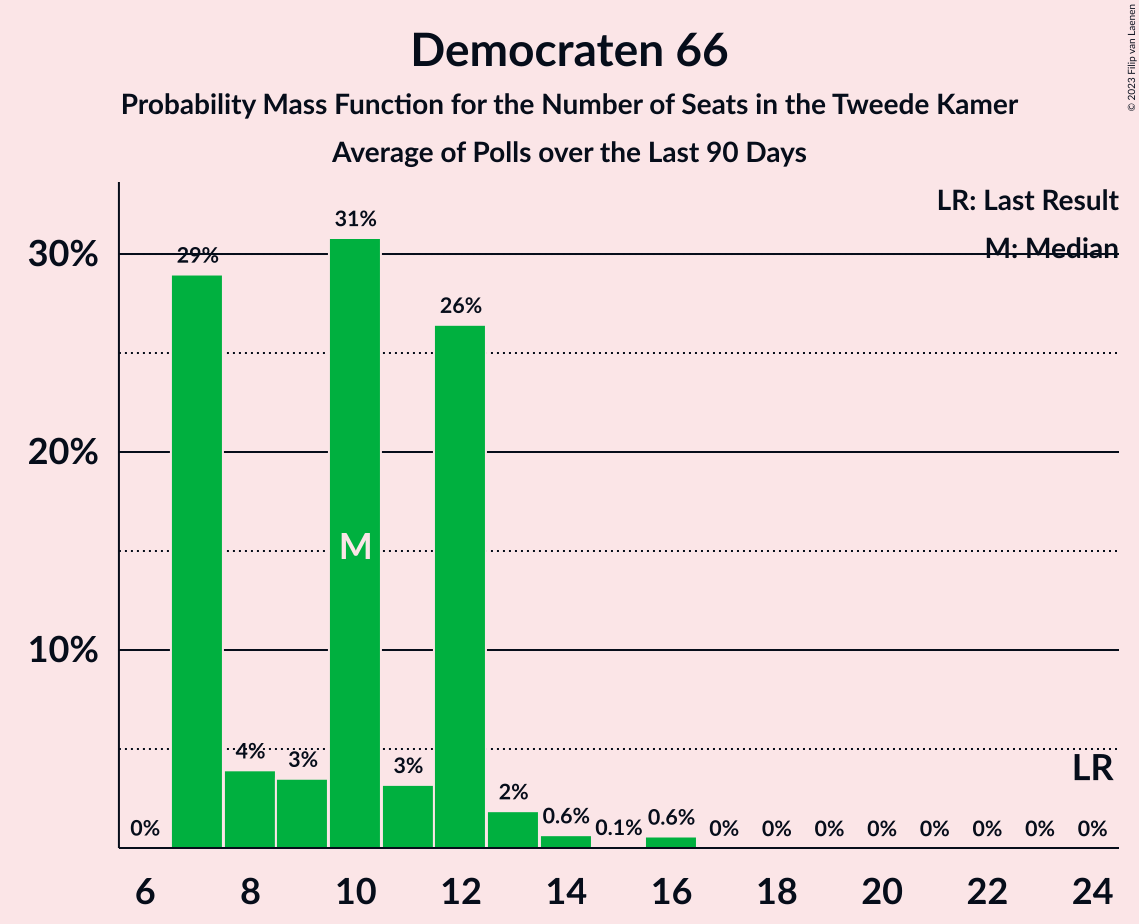 Democraten 66
Probability Mass Function for the Number of Seats in the Tweede Kamer
Average of Polls over the Last 90 Days
© 2023 Filip van Laenen
LR: Last Result
M: Median
30%
20%
10%
0%
29%
4%
3%
31%
3%
26%
2%
0.6%
0.1%
0.6%
0%
0%
0%
0%
0%
0%
0%
0%
M
LR
6 8 10 12 14 16 18 20 22 24